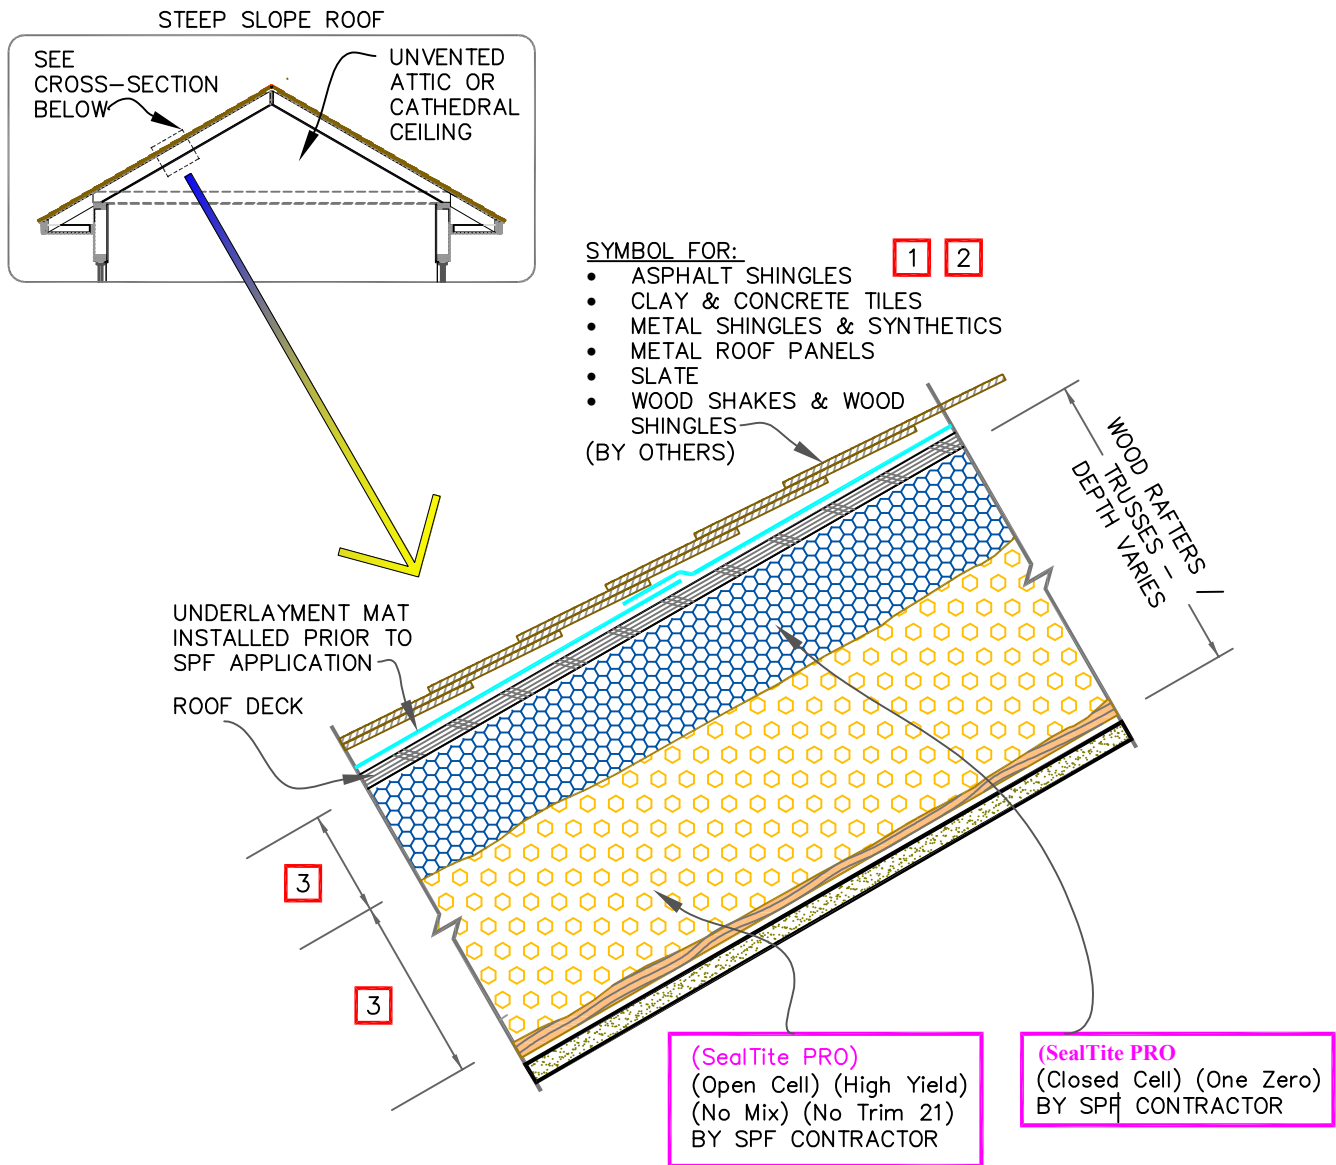 STEEP SLOPE ROOF
SEE
CROSS-SECTION
BELOW
UNVENTED
ATTIC OR
CATHEDRAL
CEILING
SYMBOL FOR:
1 2
• ASPHALT SHINGLES
• CLAY & CONCRETE TILES
• METAL SHINGLES & SYNTHETICS
• METAL ROOF PANELS
• SLATE
• WOOD SHAKES & WOOD
SHINGLES
(BY OTHERS)
WOOD RAFTERS /
TRUSSES -
DEPTH VARIES
UNDERLAYMENT MAT
INSTALLED PRIOR TO
SPF APPLICATION
ROOF DECK
3
3
(SealTite PRO)
(Open Cell) (High Yield)
(No Mix) (No Trim 21)
BY SPF CONTRACTOR
(SealTite PRO
(Closed Cell) (One Zero)
BY SPF CONTRACTOR